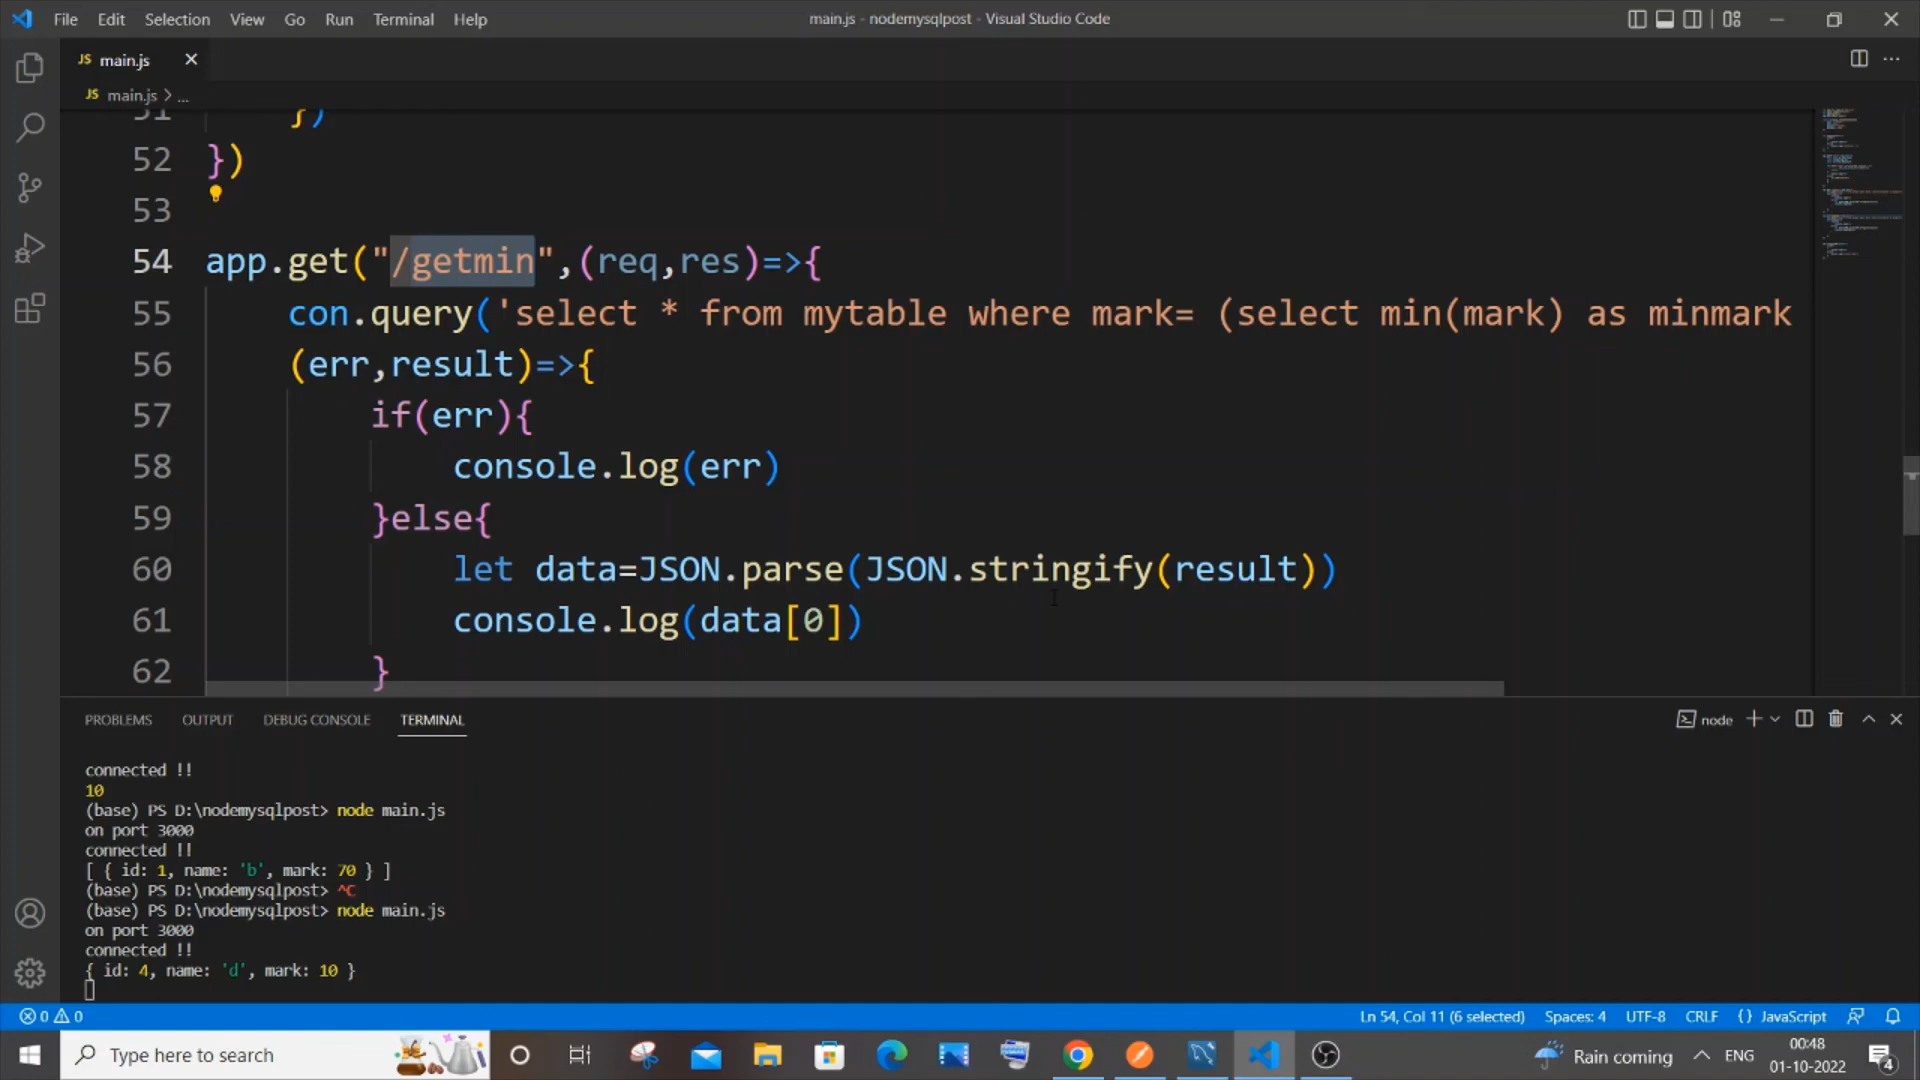 File Edit Selection View Go Run Terminal Help
main.js - nodemysqlpost - Visual Studio Code
JS main.js
JS main.js > ...
51 })
52 })
53
54 app.get("/getmin",(req,res)=>{
55 con.query('select * from mytable where mark= (select min(mark) as minmark
56 (err,result)=>{
57 if(err){
58 console.log(err)
59 }else{
60 let data=JSON.parse(JSON.stringify(result))
61 console.log(data[0])
62 }
PROBLEMS OUTPUT DEBUG CONSOLE TERMINAL
node
connected !!
10
(base) PS D:\nodemysqlpost> node main.js
on port 3000
connected !!
[ { id: 1, name: 'b', mark: 70 } ]
(base) PS D:\nodemysqlpost> ^C
(base) PS D:\nodemysqlpost> node main.js
on port 3000
connected !!
{ id: 4, name: 'd', mark: 10 }
0 0
Ln 54, Col 11 (6 selected) Spaces: 4 UTF-8 CRLF {} JavaScript
Type here to search
Rain coming ENG
00:48
01-10-2022
4